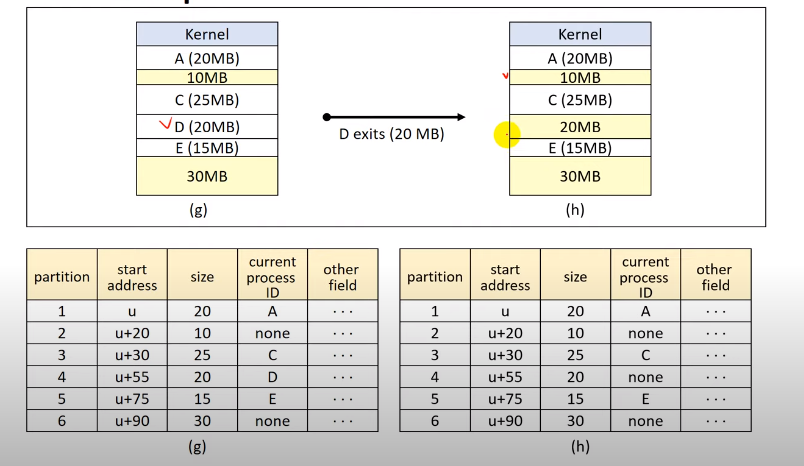 Kernel
A (20MB)
10MB
C (25MB)
D (20MB)
E (15MB)
30MB
(g)
D exits (20 MB)
Kernel
A (20MB)
10MB
C (25MB)
20MB
E (15MB)
30MB
(h)
partition start address size current process ID other field
1 u 20 A ···
2 u+20 10 none ···
3 u+30 25 C ···
4 u+55 20 D ···
5 u+75 15 E ···
6 u+90 30 none ···
(g)
partition start address size current process ID other field
1 u 20 A ···
2 u+20 10 none ···
3 u+30 25 C ···
4 u+55 20 none ···
5 u+75 15 E ···
6 u+90 30 none ···
(h)